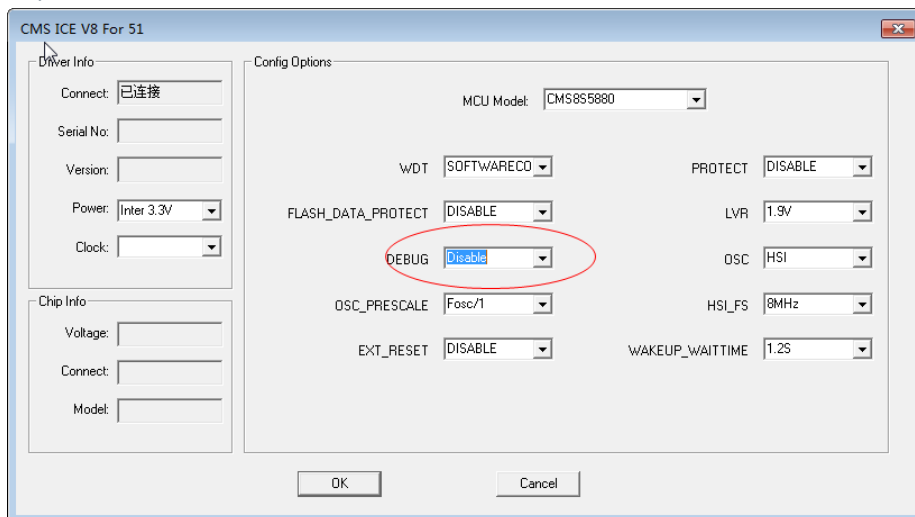 CMS ICE V8 For 51
Driver Info
Connect: 已连接
Serial No:
Version:
Power: Inter 3.3V
Clock:
Chip Info
Voltage:
Connect:
Model:
Config Options
MCU Model: CMS8S5880
WDT SOFTWARECO PROTECT DISABLE
FLASH_DATA_PROTECT DISABLE LVR 1.9V
DEBUG Disable OSC HSI
OSC_PRESCALE Fosc/1 HSI_FS 8MHz
EXT_RESET DISABLE WAKEUP_WAITTIME 1.2S
OK Cancel